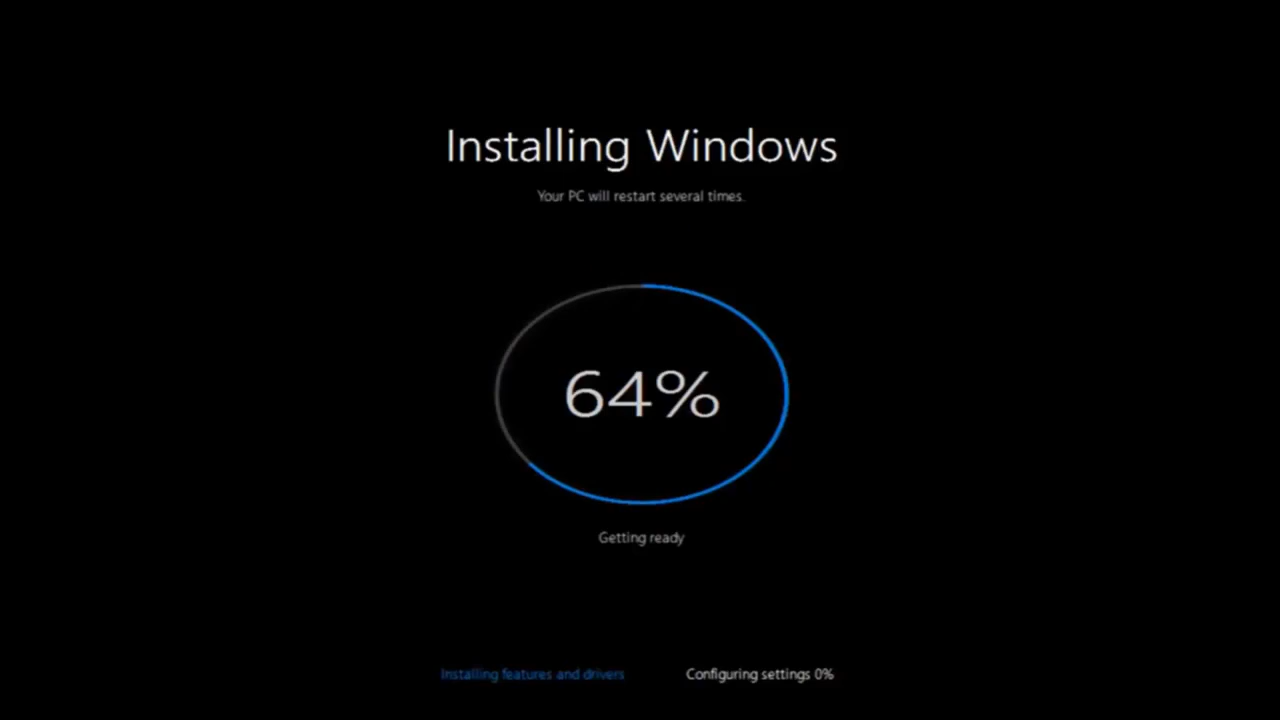 Installing Windows
Your PC will restart several times.
64%
Getting ready
Installing features and drivers Configuring settings 0%